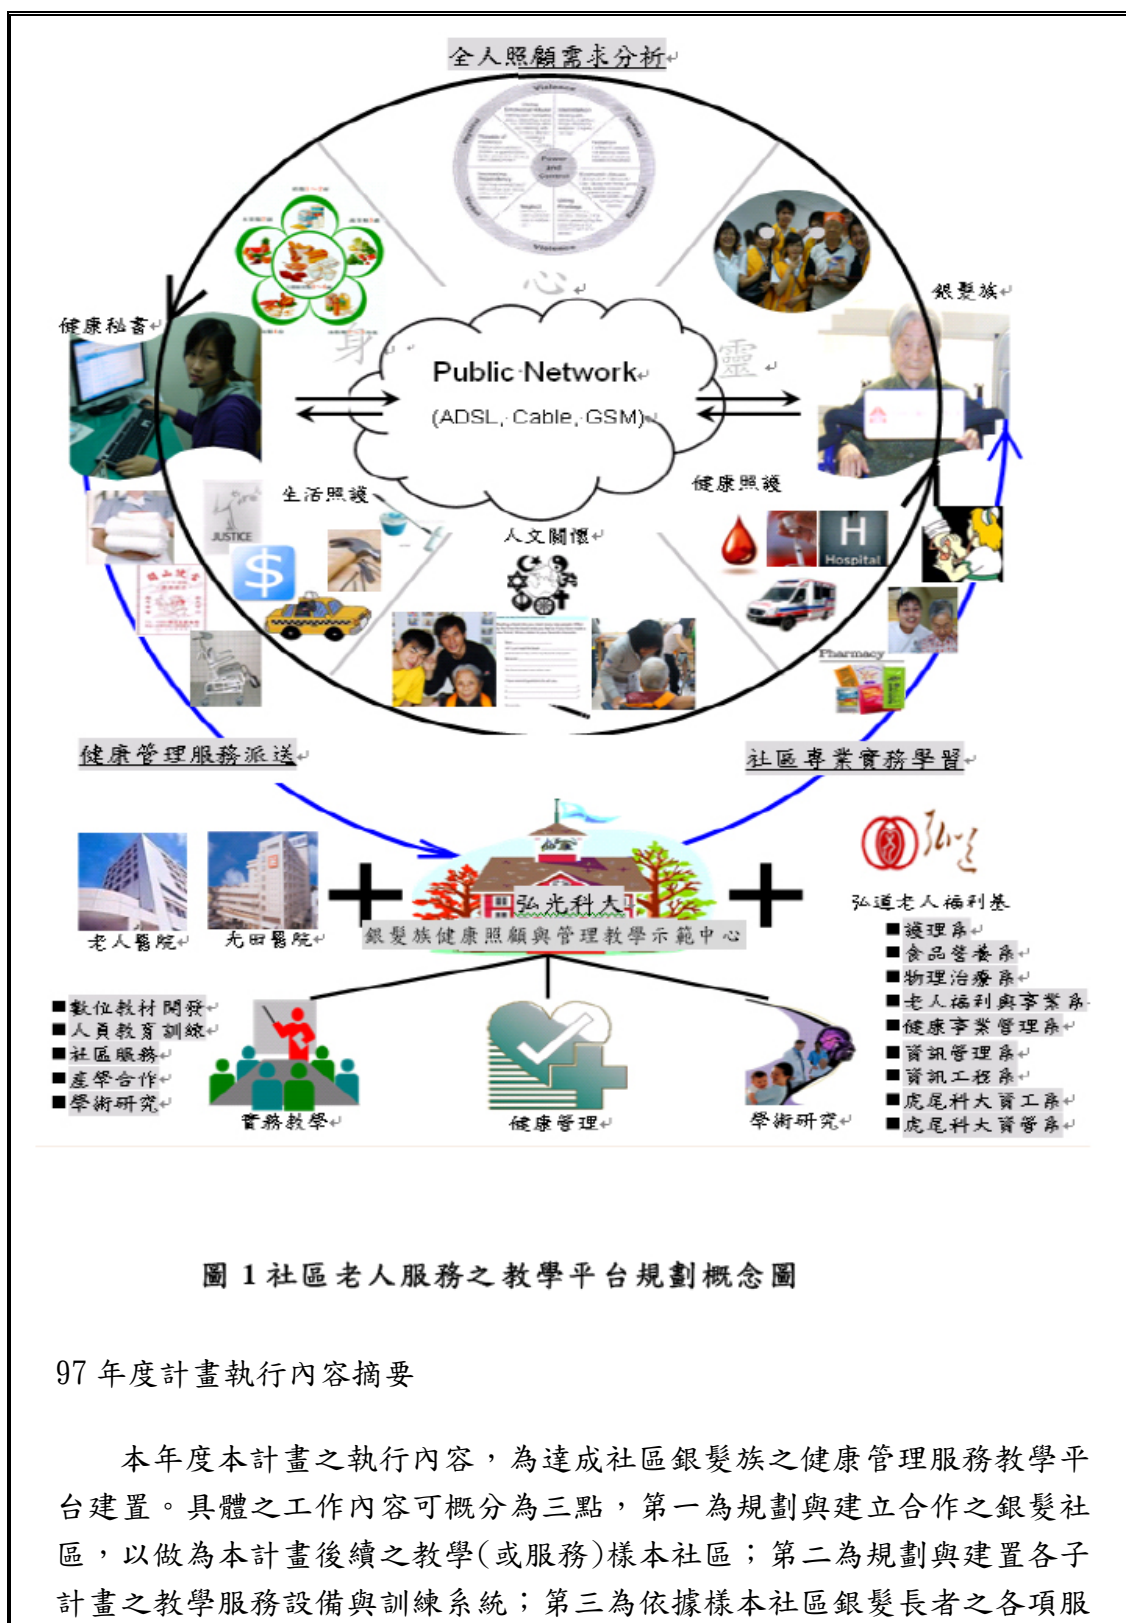 全人照顧需求分析
Violence
Power
and
Control
Violence
心
銀髮族
健康秘書
身
靈
Public Network
(ADSL, Cable, GSM)
健康照護
生活照護
人文關懷
JUSTICE
$
H
Hospital
Pharmacy
健康管理服務派送
社區專業實務學習
弘道
弘光科大
弘道老人福利基
老人醫院
光田醫院
銀髮族健康照顧與管理教學示範中心
■護理系
■食品營養系
■物理治療系
■老人福利與事業系
■健康事業管理系
■資訊管理系
■資訊工程系
■虎尾科大資工系
■虎尾科大資管系
■數位教材開發
■人員教育訓練
■社區服務
■產學合作
■學術研究
實務教學
健康管理
學術研究
圖 1 社區老人服務之教學平台規劃概念圖
97 年度計畫執行內容摘要
本年度本計畫之執行內容，為達成社區銀髮族之健康管理服務教學平
台建置。具體之工作內容可概分為三點，第一為規劃與建立合作之銀髮社
區，以做為本計畫後續之教學(或服務)樣本社區；第二為規劃與建置各子
計畫之教學服務設備與訓練系統；第三為依據樣本社區銀髮長者之各項服